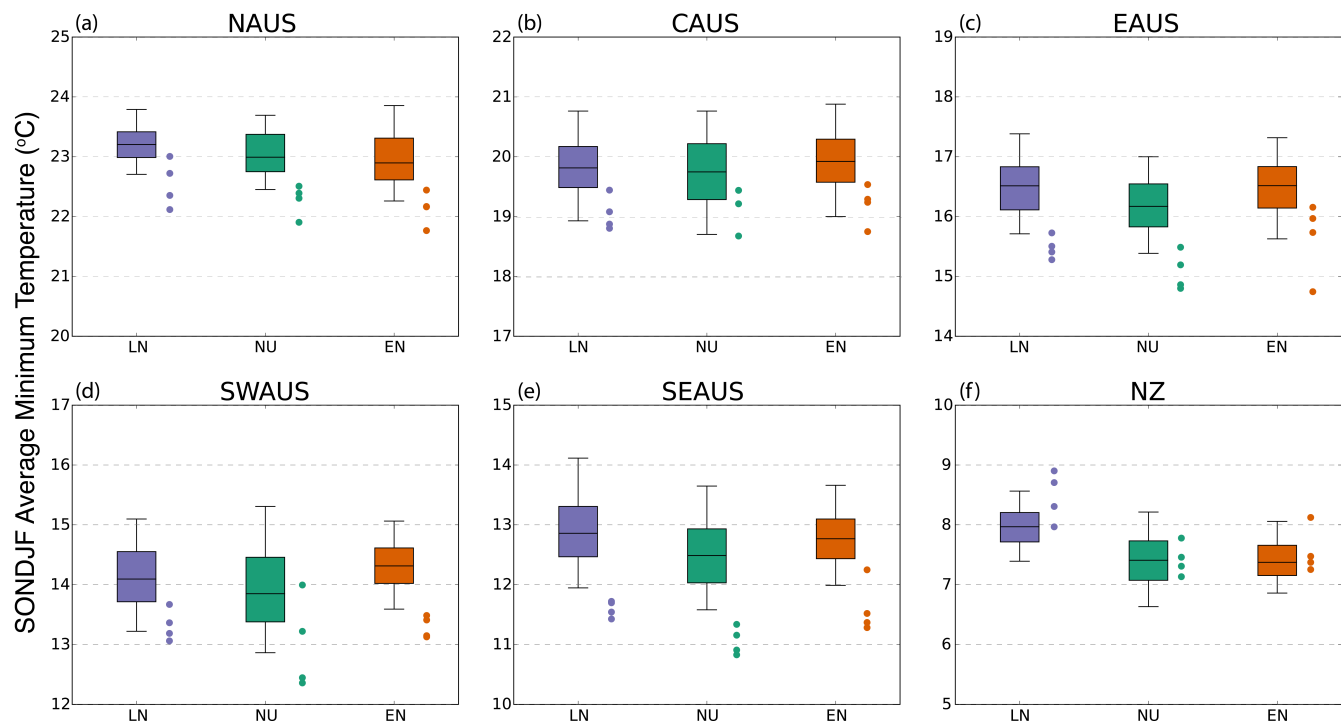 (a) NAUS
(b) CAUS
(c) EAUS
SONDJF Average Minimum Temperature (°C)
25
24
23
22
21
20
LN NU EN
22
21
20
19
18
17
LN NU EN
19
18
17
16
15
14
LN NU EN
(d) SWAUS
(e) SEAUS
(f) NZ
17
16
15
14
13
12
LN NU EN
15
14
13
12
11
10
LN NU EN
10
9
8
7
6
5
LN NU EN